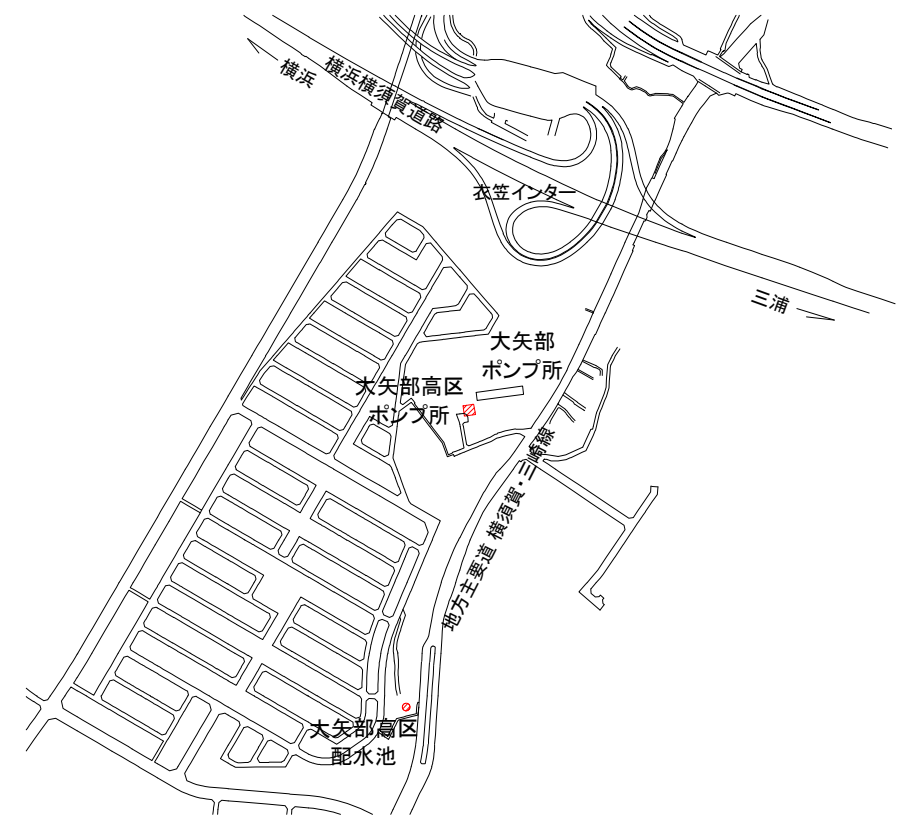 横浜
横浜横須賀道路
衣笠インター
三浦
大矢部
ポンプ所
大矢部高区
ポンプ所
地方主要道 横須賀・三崎線
大矢部高区
配水池